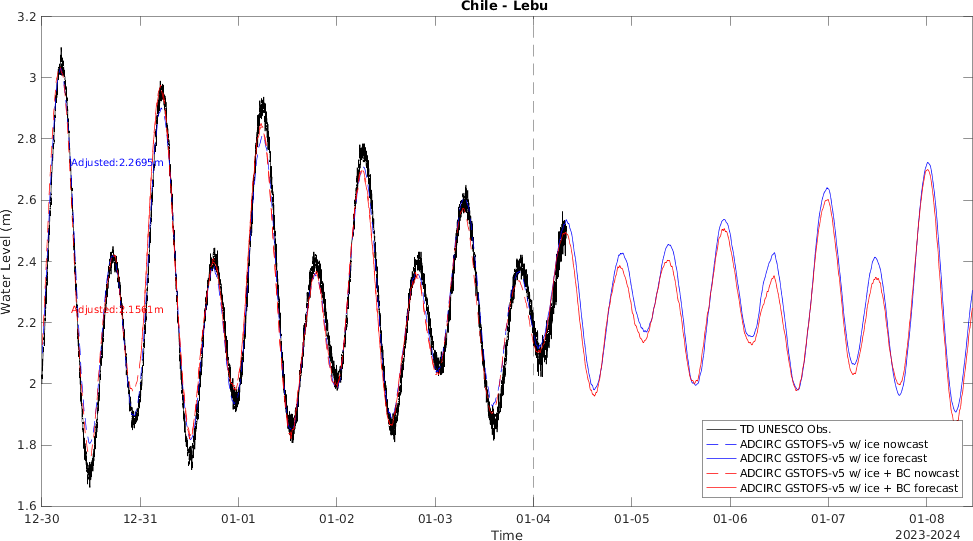 Chile - Lebu
Water Level (m)
3.2
3
2.8
2.6
2.4
2.2
2
1.8
1.6
Adjusted:2.2695m
Adjusted:2.1561m
TD UNESCO Obs.
ADCIRC GSTOFS-v5 w/ ice nowcast
ADCIRC GSTOFS-v5 w/ ice forecast
ADCIRC GSTOFS-v5 w/ ice + BC nowcast
ADCIRC GSTOFS-v5 w/ ice + BC forecast
12-30 12-31 01-01 01-02 01-03 01-04 01-05 01-06 01-07 01-08
Time
2023-2024